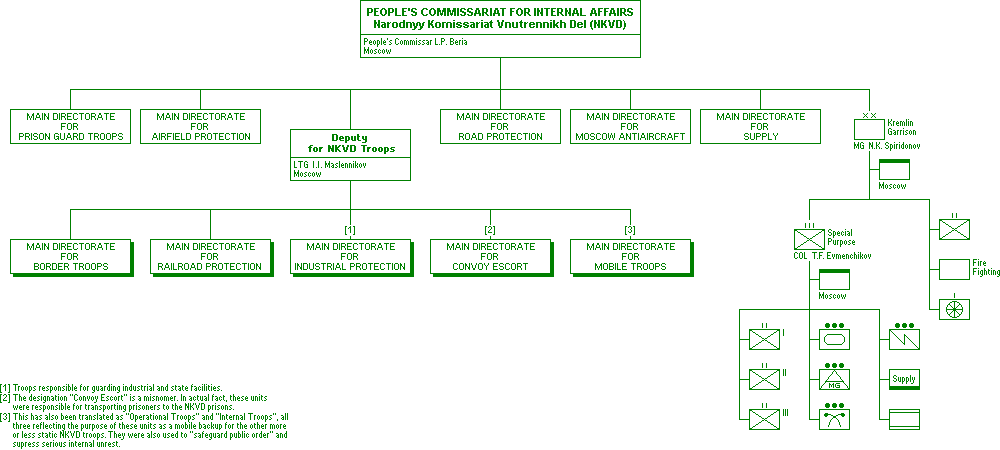 PEOPLE'S COMMISSARIAT FOR INTERNAL AFFAIRS
Narodnyy Komissariat Vnutrennikh Del (NKVD)
People's Commisar L.P. Beria
Moscow
MAIN DIRECTORATE
FOR
PRISON GUARD TROOPS
MAIN DIRECTORATE
FOR
AIRFIELD PROTECTION
Deputy
for NKVD Troops
LTG I.I. Maslennikov
Moscow
MAIN DIRECTORATE
FOR
ROAD PROTECTION
MAIN DIRECTORATE
FOR
MOSCOW ANTIAIRCRAFT
MAIN DIRECTORATE
FOR
SUPPLY
XX
Kremlin
Garrison
MG N.K. Spiridonov
Moscow
MAIN DIRECTORATE
FOR
BORDER TROOPS
MAIN DIRECTORATE
FOR
RAILROAD PROTECTION
[1]
MAIN DIRECTORATE
FOR
INDUSTRIAL PROTECTION
[2]
MAIN DIRECTORATE
FOR
CONVOY ESCORT
[3]
MAIN DIRECTORATE
FOR
MOBILE TROOPS
III
Special
Purpose
COL T.F. Evmenchikov
Moscow
II
Fire
Fighting
I
II
I
II
III
MG
Supply
[1] Troops responsible for guarding industrial and state facilities.
[2] The designation "Convoy Escort" is a misnomer. In actual fact, these units
were responsible for transporting prisoners to the NKVD prisons.
[3] This has also been translated as "Operational Troops" and "Internal Troops", all
three reflecting the purpose of these units as a mobile backup for the other more
or less static NKVD troops. They were also used to "safeguard public order" and
supress serious internal unrest.